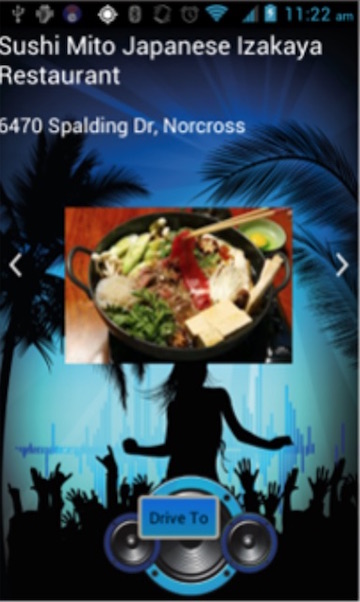 11:22 am
Sushi Mito Japanese Izakaya
Restaurant
6470 Spalding Dr, Norcross
Drive To